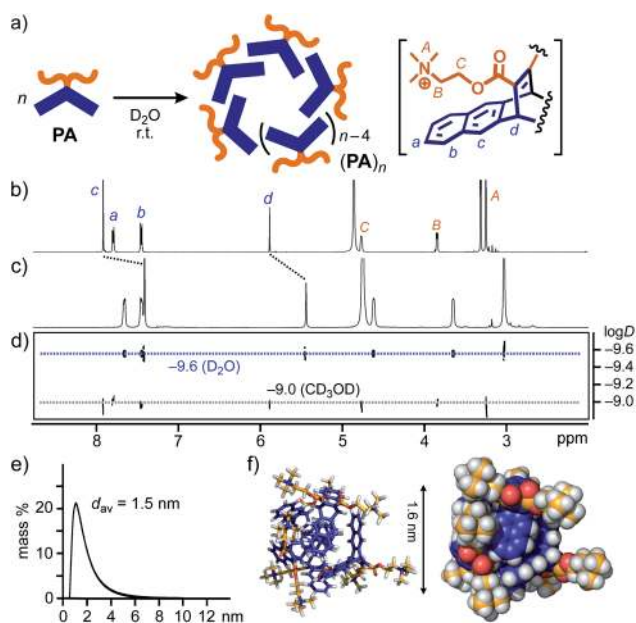 a)
n
PA
D₂O
r.t.
n–4
(PA)ₙ
A
N
⊕
B
C
O
O
a
b
c
d
b)
c
a
b
d
C
B
A
c)
d)
–9.6 (D₂O)
–9.0 (CD₃OD)
logD
–9.6
–9.4
–9.2
–9.0
8
7
6
5
4
3
ppm
e)
mass %
20
10
0
d_av = 1.5 nm
0
2
4
6
8
10
12
nm
f)
1.6 nm